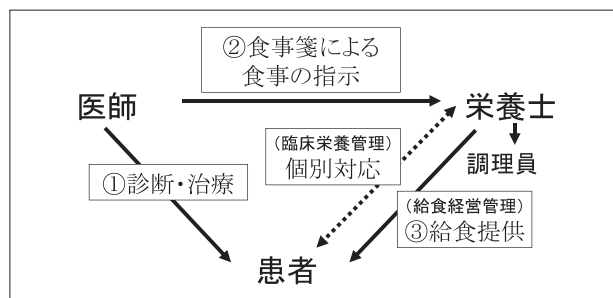 ②食事箋による
食事の指示
医師
栄養士
(臨床栄養管理)
個別対応
調理員
①診断・治療
(給食経営管理)
③給食提供
患者